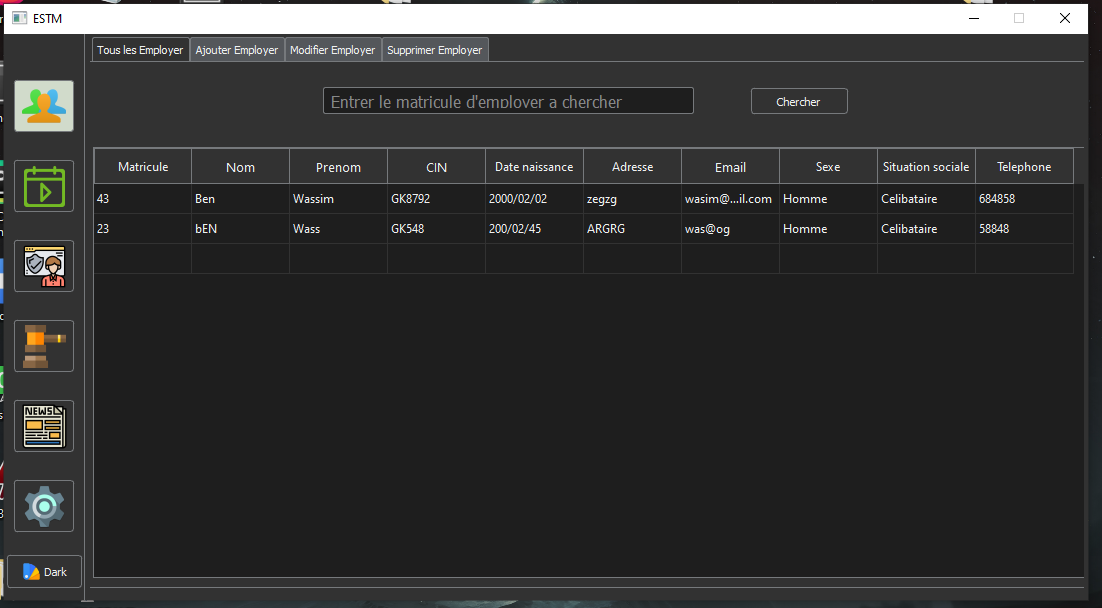 ESTM
Tous les Employer Ajouter Employer Modifier Employer Supprimer Employer
Entrer le matricule d'employer a chercher Chercher
Matricule Nom Prenom CIN Date naissance Adresse Email Sexe Situation sociale Telephone
43 Ben Wassim GK8792 2000/02/02 zegzg wasim@...il.com Homme Celibataire 684858
23 bEN Wass GK548 200/02/45 ARGRG was@og Homme Celibataire 58848
NEWS
Dark